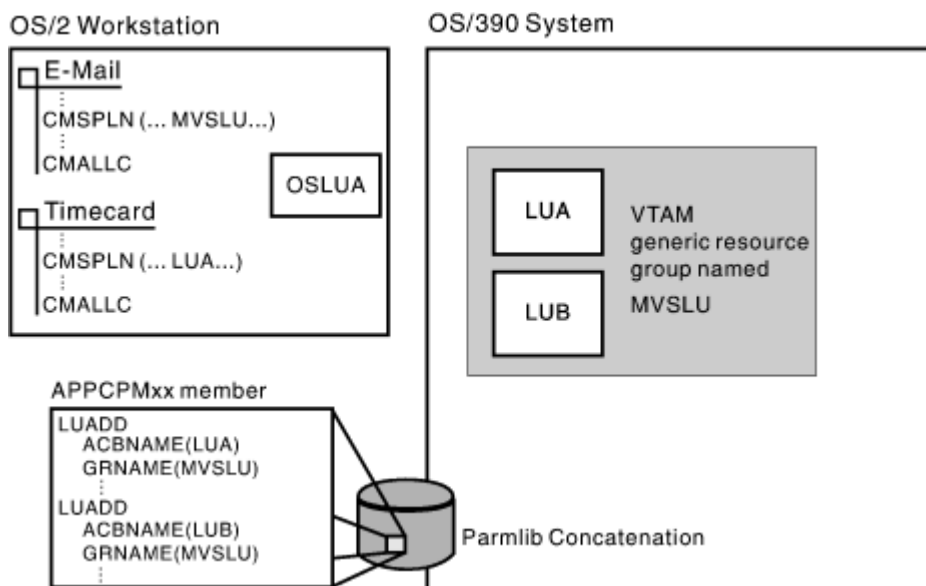 OS/2 Workstation
E-Mail
CMSPLN (... MVSLU...)
CMALLC
OSLUA
Timecard
CMSPLN (... LUA...)
CMALLC
OS/390 System
LUA
LUB
VTAM
generic resource
group named
MVSLU
APPCPMxx member
LUADD
ACBNAME(LUA)
GRNAME(MVSLU)
LUADD
ACBNAME(LUB)
GRNAME(MVSLU)
Parmlib Concatenation